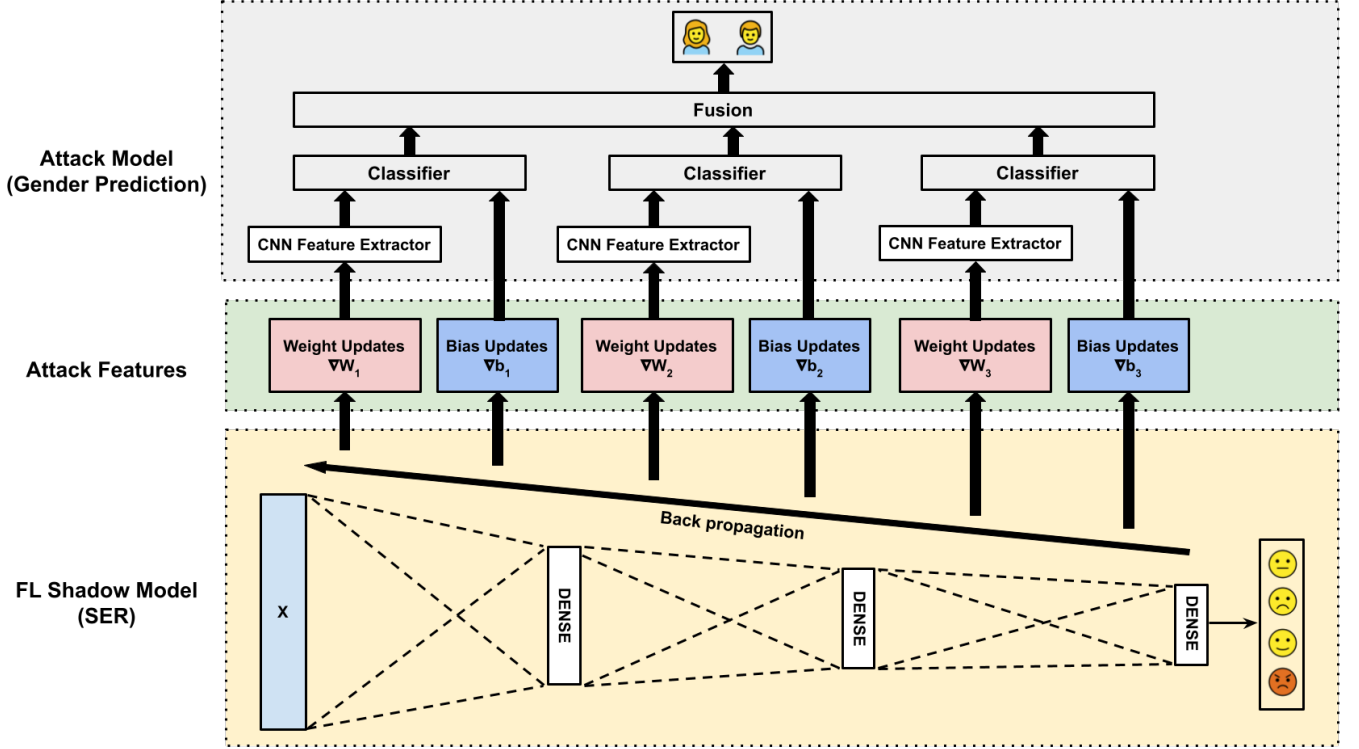 Fusion
Attack Model
(Gender Prediction)
Classifier
Classifier
Classifier
CNN Feature Extractor
CNN Feature Extractor
CNN Feature Extractor
Attack Features
Weight Updates
∇W₁
Bias Updates
∇b₁
Weight Updates
∇W₂
Bias Updates
∇b₂
Weight Updates
∇W₃
Bias Updates
∇b₃
Back propagation
FL Shadow Model
(SER)
X
DENSE
DENSE
DENSE